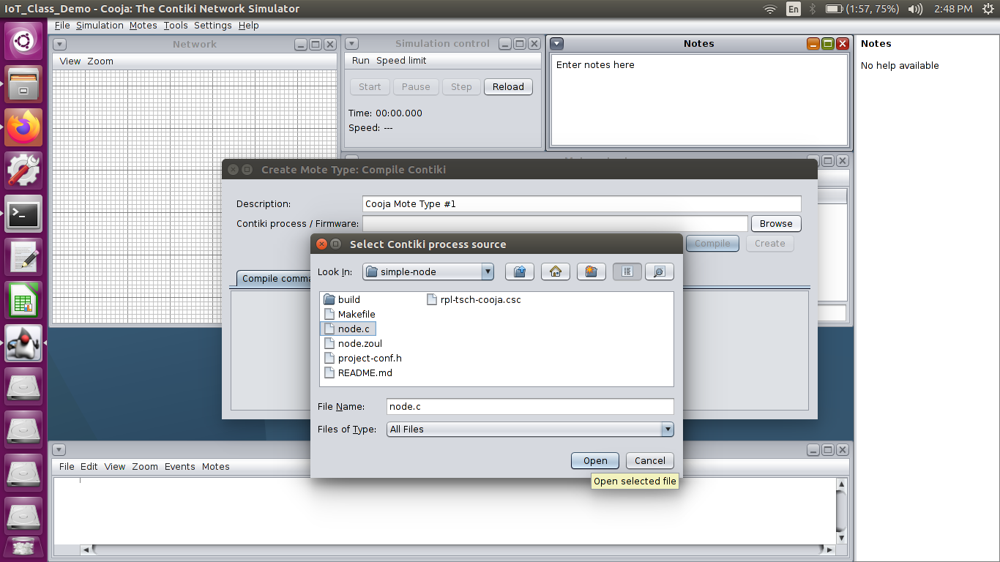 IoT_Class_Demo - Cooja: The Contiki Network Simulator
En
(1:57, 75%)
2:48 PM
File Simulation Motes Tools Settings Help
Network
View Zoom
Simulation control
Run Speed limit
Start Pause Step Reload
Time: 00:00.000
Speed: ---
Notes
Enter notes here
Notes
No help available
Create Mote Type: Compile Contiki
Description:
Cooja Mote Type #1
Contiki process / Firmware:
Browse
Compile
Create
Compile comma
Select Contiki process source
Look In:
simple-node
build
Makefile
node.c
node.zoul
project-conf.h
README.md
rpl-tsch-cooja.csc
File Name:
node.c
Files of Type:
All Files
Open
Cancel
Open selected file
File Edit View Zoom Events Motes